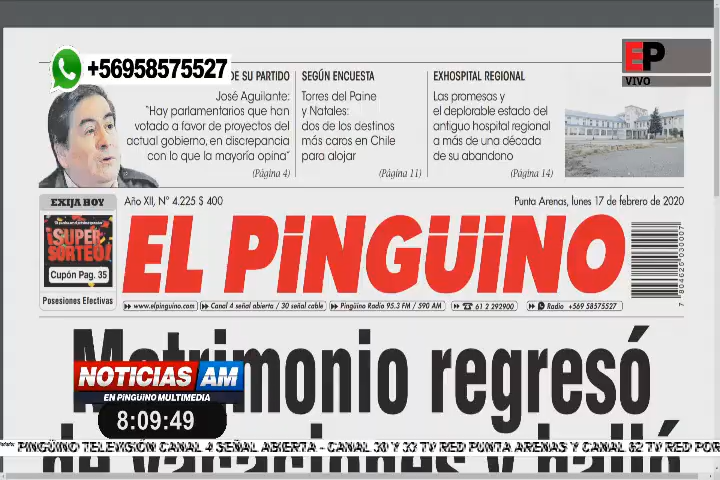 +56958575527
EP
VIVO
DE SU PARTIDO
José Aguilante:
"Hay parlamentarios que han
votado a favor de proyectos del
actual gobierno, en discrepancia
con lo que la mayoría opina"
(Página 4)
SEGÚN ENCUESTA
Torres del Paine
y Natales:
dos de los destinos
más caros en Chile
para alojar
(Página 11)
EXHOSPITAL REGIONAL
Las promesas y
el deplorable estado del
antiguo hospital regional
a más de una década
de su abandono
(Página 14)
EXIJA HOY
¡SUPER
SORTEO!
Cupón Pag. 35
Posesiones Efectivas
Año XII, N° 4.225 $ 400
Punta Arenas, lunes 17 de febrero de 2020
EL PINGÜINO
www.elpinguino.com
Canal 4 señal abierta / 30 señal cable
Pingüino Radio 95.3 FM / 590 AM
61 2 292900
Radio +569 58575527
7 804625 030007
Matrimonio regresó
NOTICIAS AM
EN PINGÜINO MULTIMEDIA
8:09:49
PINGÜINO TELEVISIÓN CANAL 4 SEÑAL ABIERTA - CANAL 30 Y 33 TV RED PUNTA ARENAS Y CANAL 62 TV RED POR
de vacaciones y halló